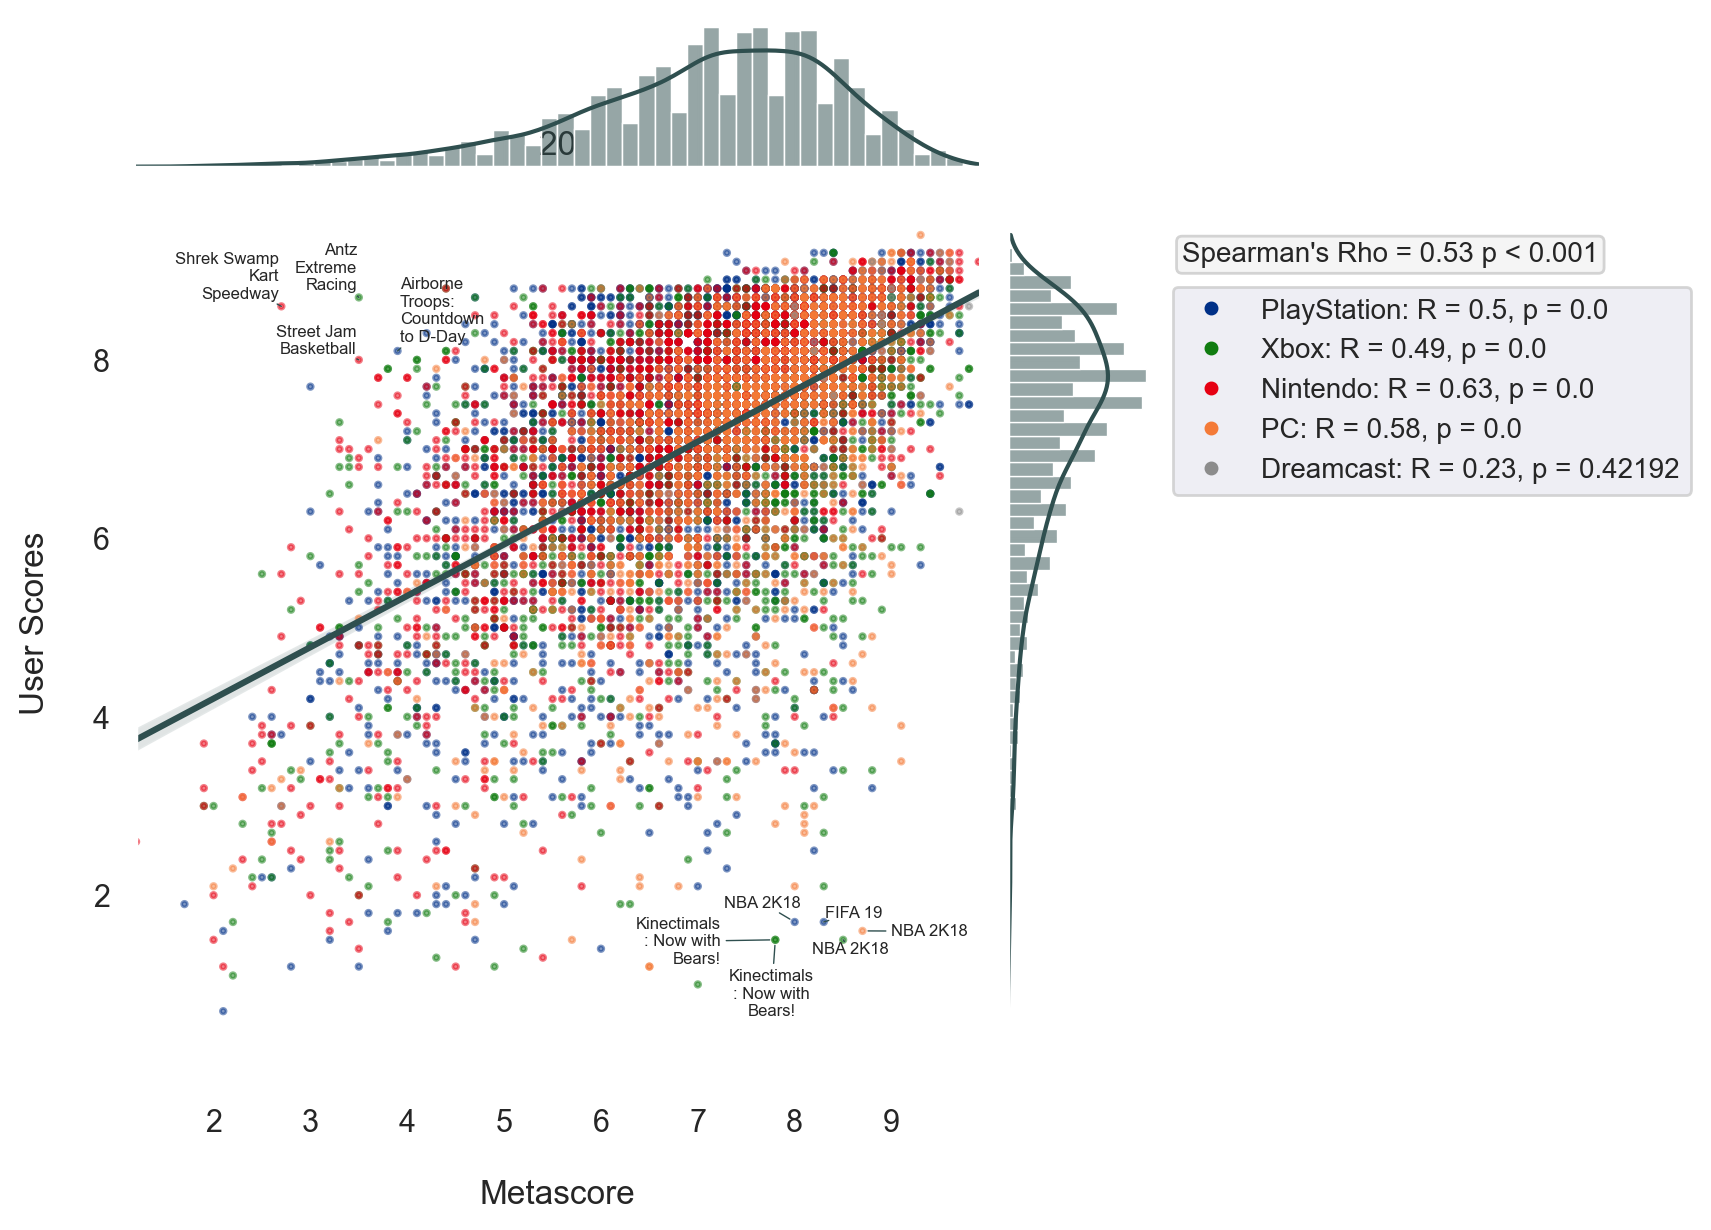 20
Shrek Swamp
Kart
Speedway
Antz
Extreme
Racing
Airborne
Troops:
Countdown
to D-Day
Street Jam
Basketball
Spearman's Rho = 0.53 p < 0.001
PlayStation: R = 0.5, p = 0.0
Xbox: R = 0.49, p = 0.0
Nintendo: R = 0.63, p = 0.0
PC: R = 0.58, p = 0.0
Dreamcast: R = 0.23, p = 0.42192
8
6
4
2
User Scores
NBA 2K18
FIFA 19
NBA 2K18
NBA 2K18
Kinectimals
: Now with
Bears!
Kinectimals
: Now with
Bears!
2 3 4 5 6 7 8 9
Metascore